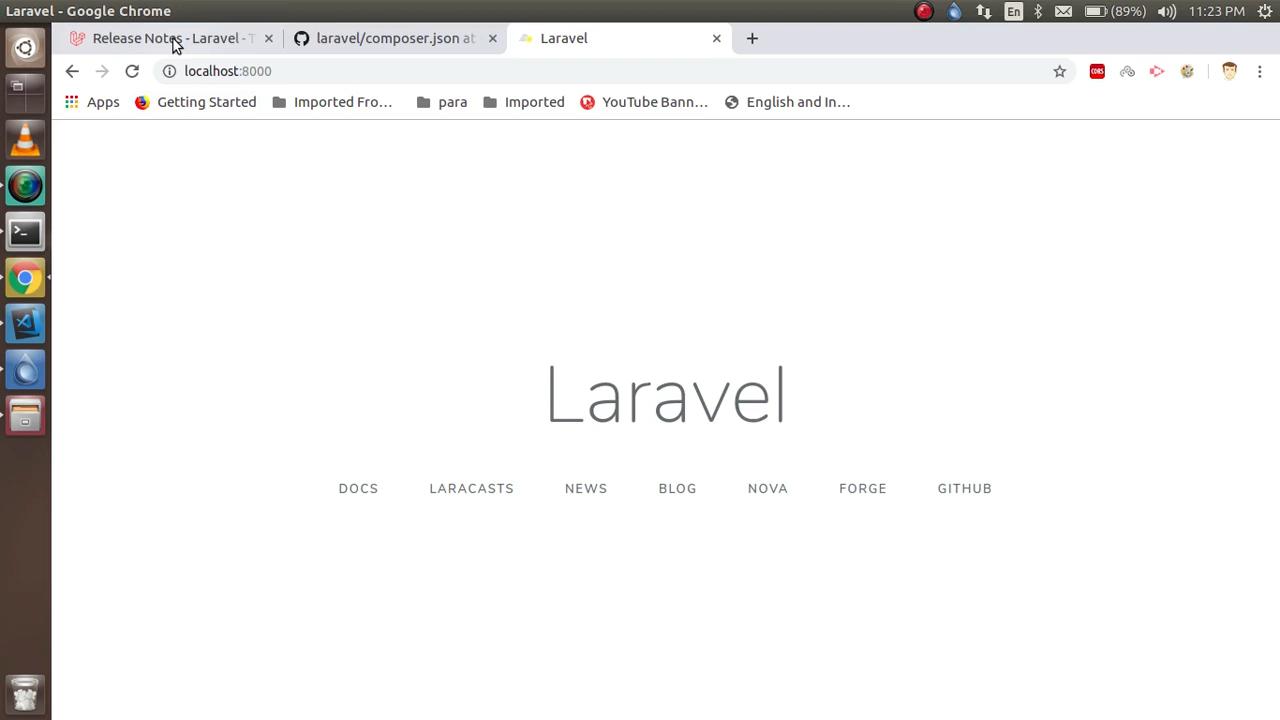 Laravel - Google Chrome
En
(89%)
11:23 PM
Release Notes - Laravel - T
laravel/composer.json at
Laravel
localhost:8000
CORS
Apps
Getting Started
Imported Fro...
para
Imported
YouTube Bann...
English and In...
Laravel
DOCS
LARACASTS
NEWS
BLOG
NOVA
FORGE
GITHUB